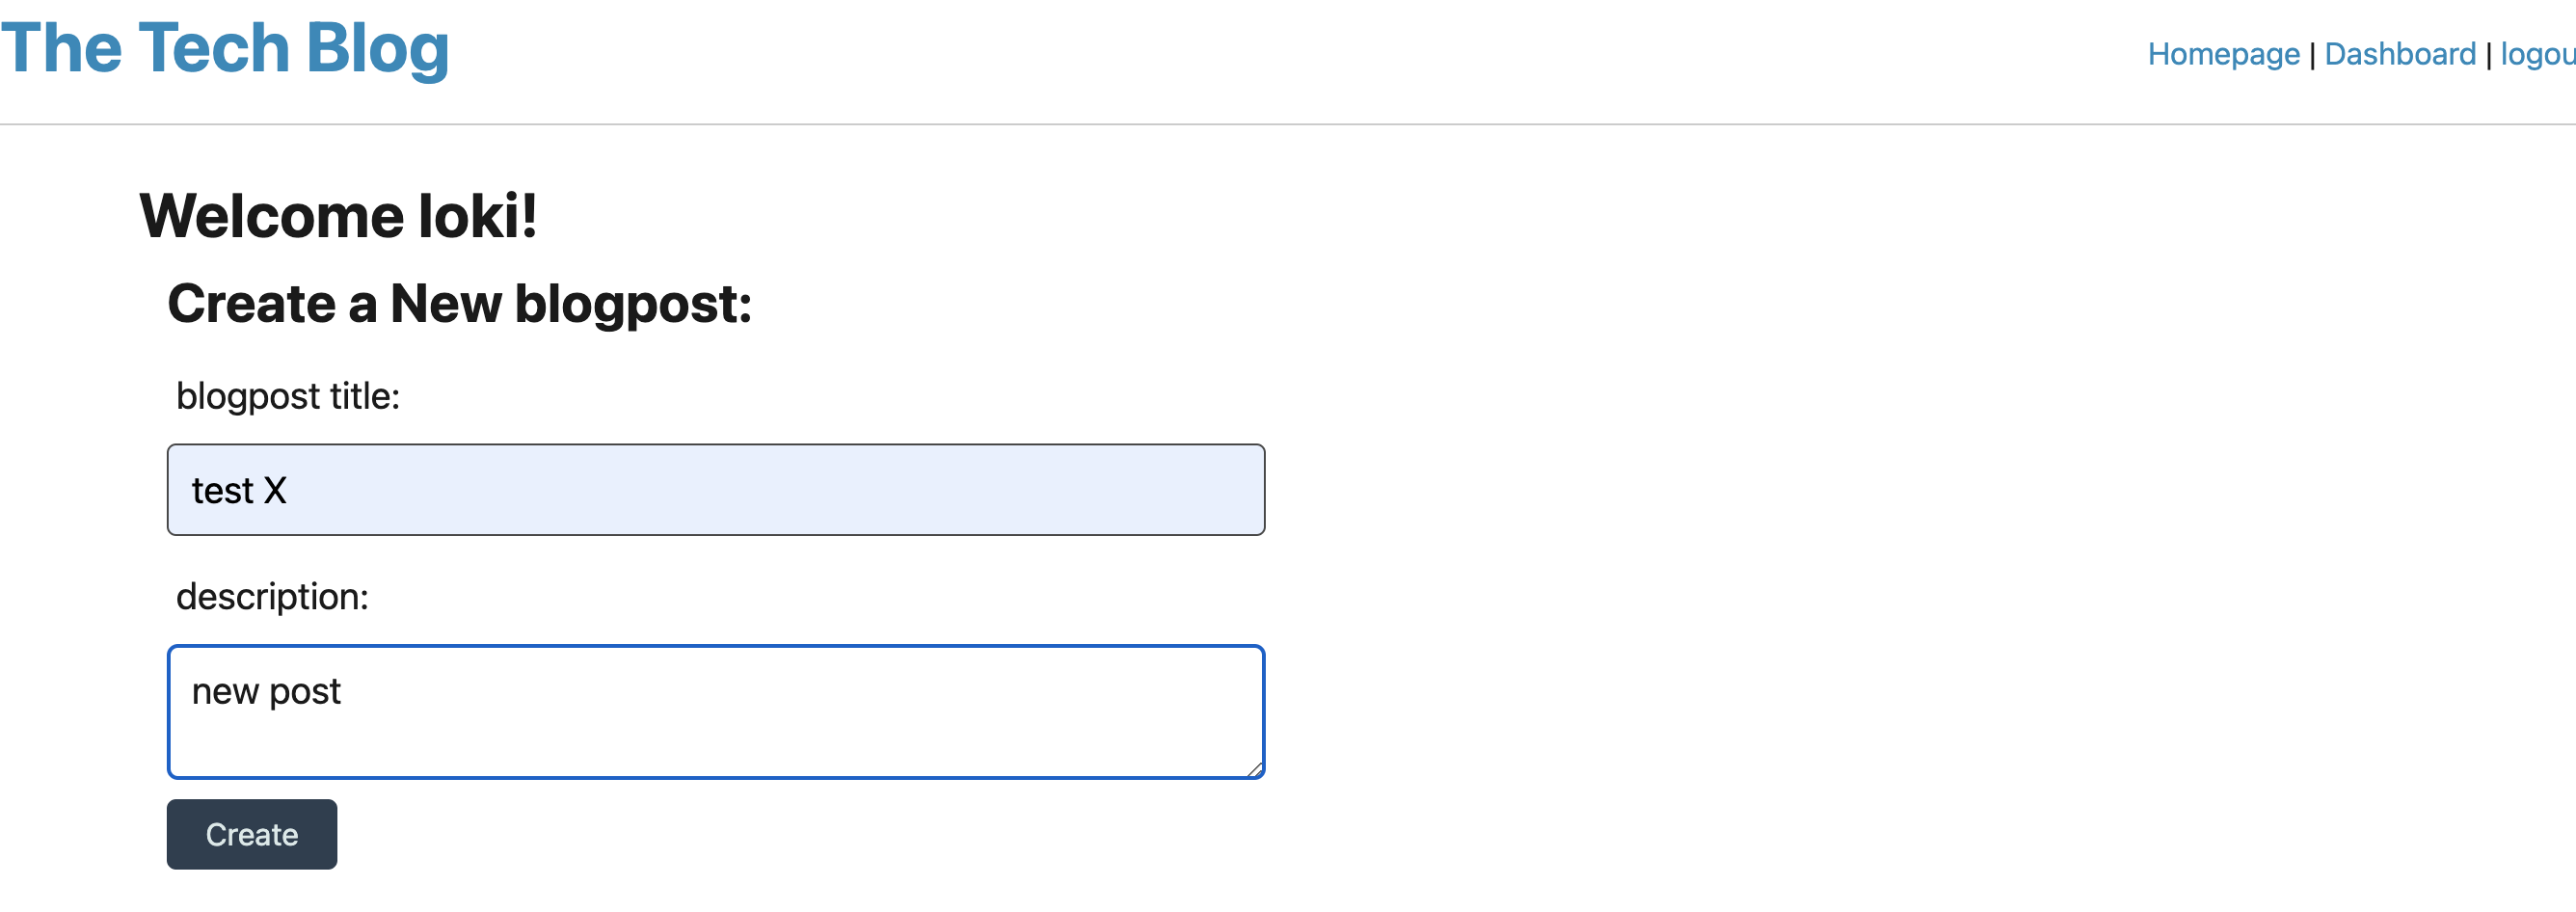 The Tech Blog
Homepage | Dashboard | logou
Welcome loki!
Create a New blogpost:
blogpost title:
test X
description:
new post
Create